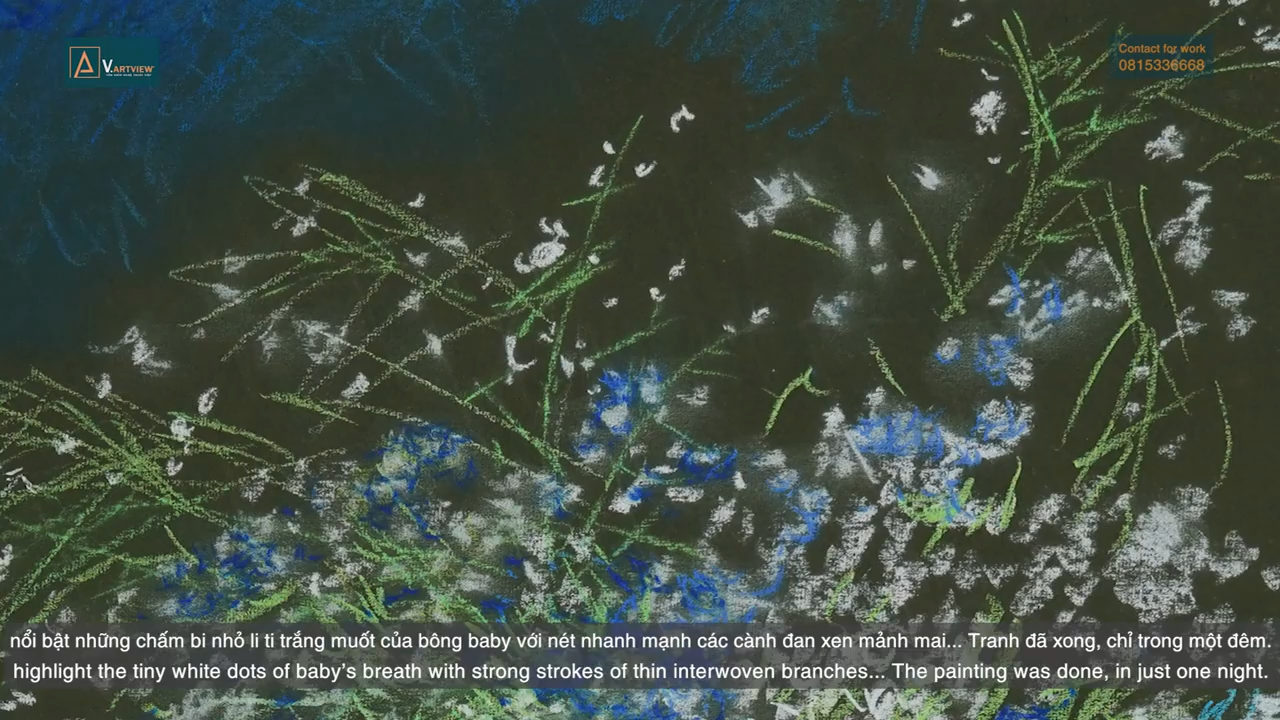 V.ARTVIEW
Contact for work
0815336668
nổi bật những chấm bi nhỏ li ti trắng muốt của bông baby với nét nhanh mạnh các cành đan xen mảnh mai... Tranh đã xong, chỉ trong một đêm.
highlight the tiny white dots of baby's breath with strong strokes of thin interwoven branches... The painting was done, in just one night.